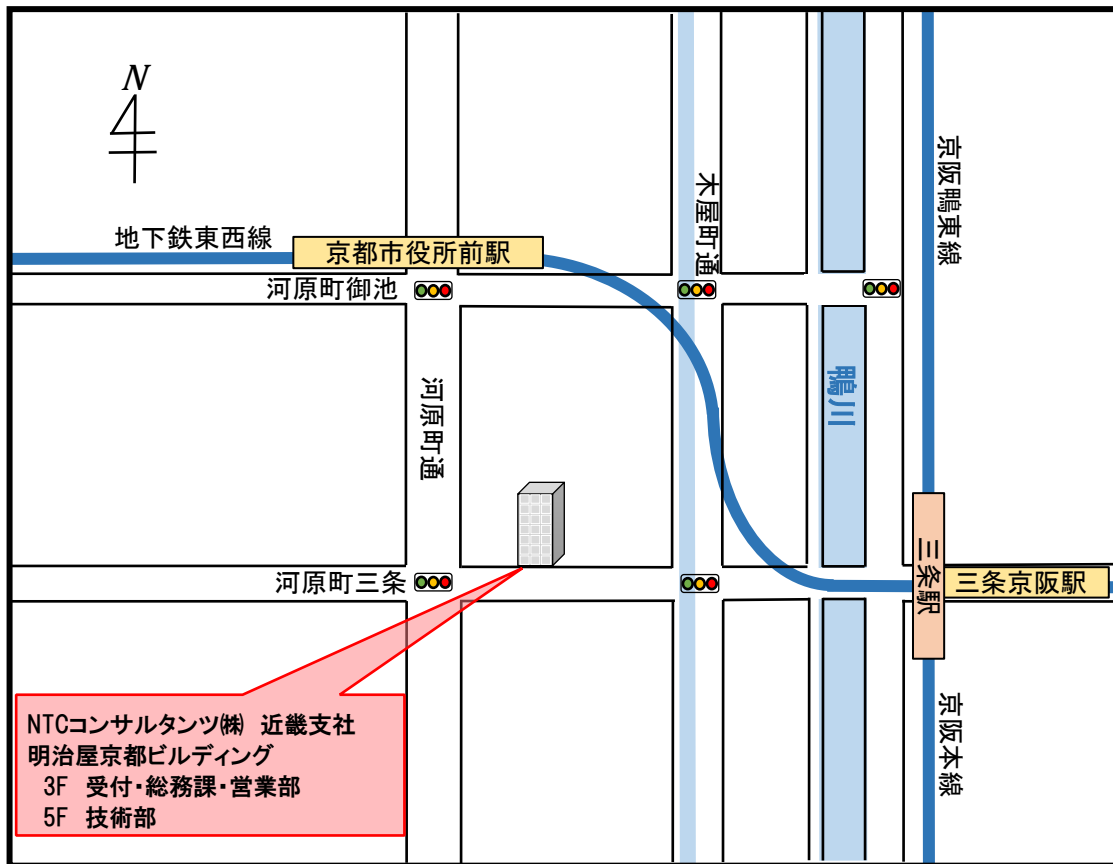 N
木屋町通
京阪鴨東線
地下鉄東西線
京都市役所前駅
河原町御池
鴨川
河原町通
河原町三条
三条駅
三条京阪駅
京阪本線
NTCコンサルタンツ㈱ 近畿支社
明治屋京都ビルディング
3F 受付・総務課・営業部
5F 技術部